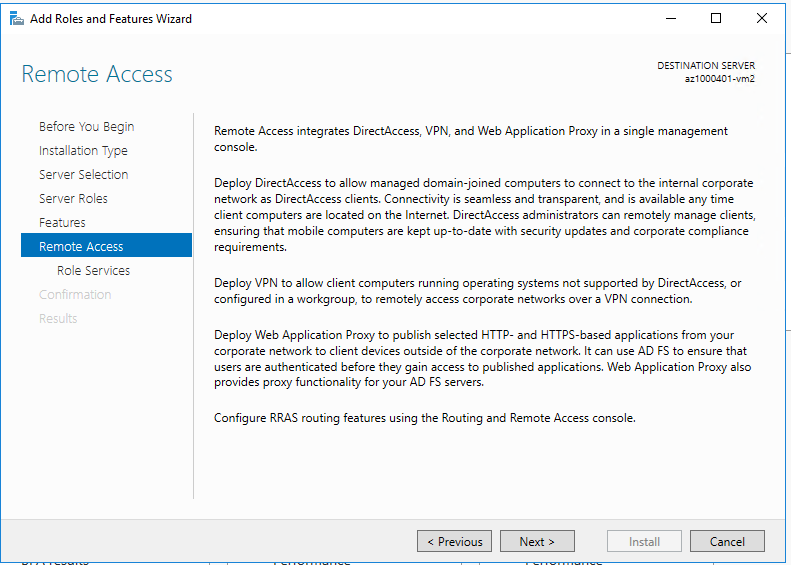 Add Roles and Features Wizard
Remote Access
DESTINATION SERVER
az1000401-vm2
Before You Begin
Installation Type
Server Selection
Server Roles
Features
Remote Access
Role Services
Confirmation
Results
Remote Access integrates DirectAccess, VPN, and Web Application Proxy in a single management
console.
Deploy DirectAccess to allow managed domain-joined computers to connect to the internal corporate
network as DirectAccess clients. Connectivity is seamless and transparent, and is available any time
client computers are located on the Internet. DirectAccess administrators can remotely manage clients,
ensuring that mobile computers are kept up-to-date with security updates and corporate compliance
requirements.
Deploy VPN to allow client computers running operating systems not supported by DirectAccess, or
configured in a workgroup, to remotely access corporate networks over a VPN connection.
Deploy Web Application Proxy to publish selected HTTP- and HTTPS-based applications from your
corporate network to client devices outside of the corporate network. It can use AD FS to ensure that
users are authenticated before they gain access to published applications. Web Application Proxy also
provides proxy functionality for your AD FS servers.
Configure RRAS routing features using the Routing and Remote Access console.
< Previous
Next >
Install
Cancel